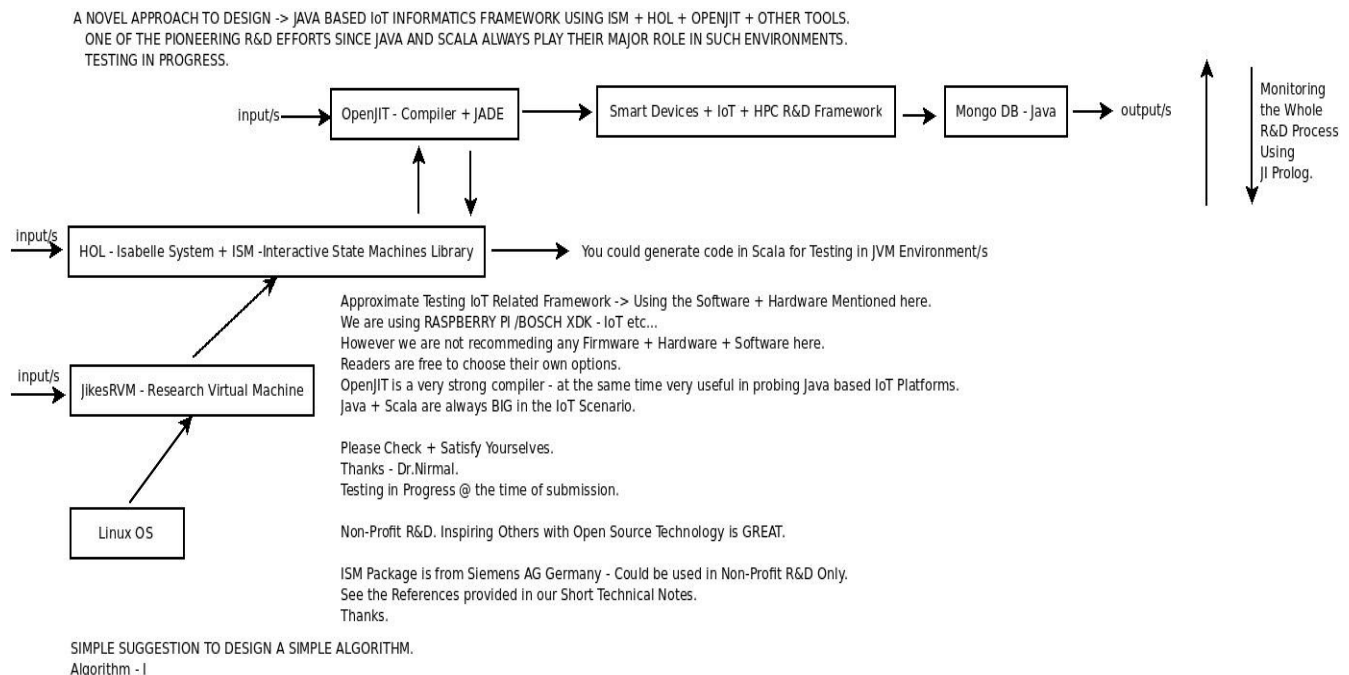 A NOVEL APPROACH TO DESIGN -> JAVA BASED IoT INFORMATICS FRAMEWORK USING ISM + HOL + OPENJIT + OTHER TOOLS.
ONE OF THE PIONEERING R&D EFFORTS SINCE JAVA AND SCALA ALWAYS PLAY THEIR MAJOR ROLE IN SUCH ENVIRONMENTS.
TESTING IN PROGRESS.
input/s
OpenJIT - Compiler + JADE
Smart Devices + IoT + HPC R&D Framework
Mongo DB - Java
output/s
Monitoring
the Whole
R&D Process
Using
JI Prolog.
input/s
HOL - Isabelle System + ISM -Interactive State Machines Library
You could generate code in Scala for Testing in JVM Environment/s
Approximate Testing IoT Related Framework -> Using the Software + Hardware Mentioned here.
We are using RASPBERRY PI /BOSCH XDK - IoT etc...
However we are not recommeding any Firmware + Hardware + Software here.
Readers are free to choose their own options.
OpenJIT is a very strong compiler - at the same time very useful in probing Java based IoT Platforms.
Java + Scala are always BIG in the IoT Scenario.
input/s
JikesRVM - Research Virtual Machine
Please Check + Satisfy Yourselves.
Thanks - Dr.Nirmal.
Testing in Progress @ the time of submission.
Linux OS
Non-Profit R&D. Inspiring Others with Open Source Technology is GREAT.
ISM Package is from Siemens AG Germany - Could be used in Non-Profit R&D Only.
See the References provided in our Short Technical Notes.
Thanks.
SIMPLE SUGGESTION TO DESIGN A SIMPLE ALGORITHM.
Algorithm - I